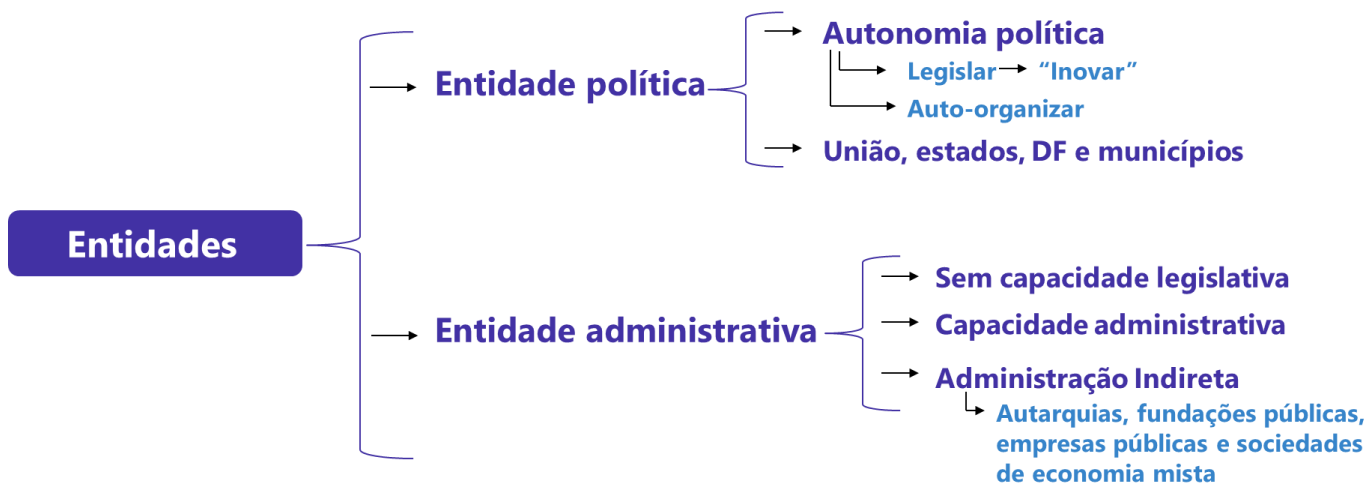 Entidades
Entidade política
Autonomia política
Legislar
“Inovar”
Auto-organizar
União, estados, DF e municípios
Entidade administrativa
Sem capacidade legislativa
Capacidade administrativa
Administração Indireta
Autarquias, fundações públicas,
empresas públicas e sociedades
de economia mista